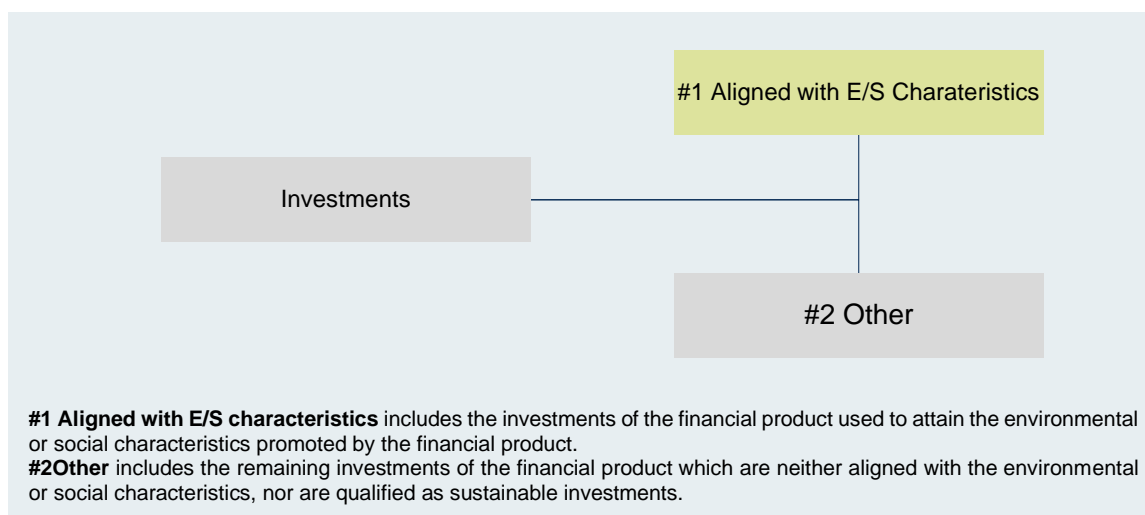 #1 Aligned with E/S Charateristics
Investments
#2 Other
#1 Aligned with E/S characteristics includes the investments of the financial product used to attain the environmental
or social characteristics promoted by the financial product.
#2Other includes the remaining investments of the financial product which are neither aligned with the environmental
or social characteristics, nor are qualified as sustainable investments.